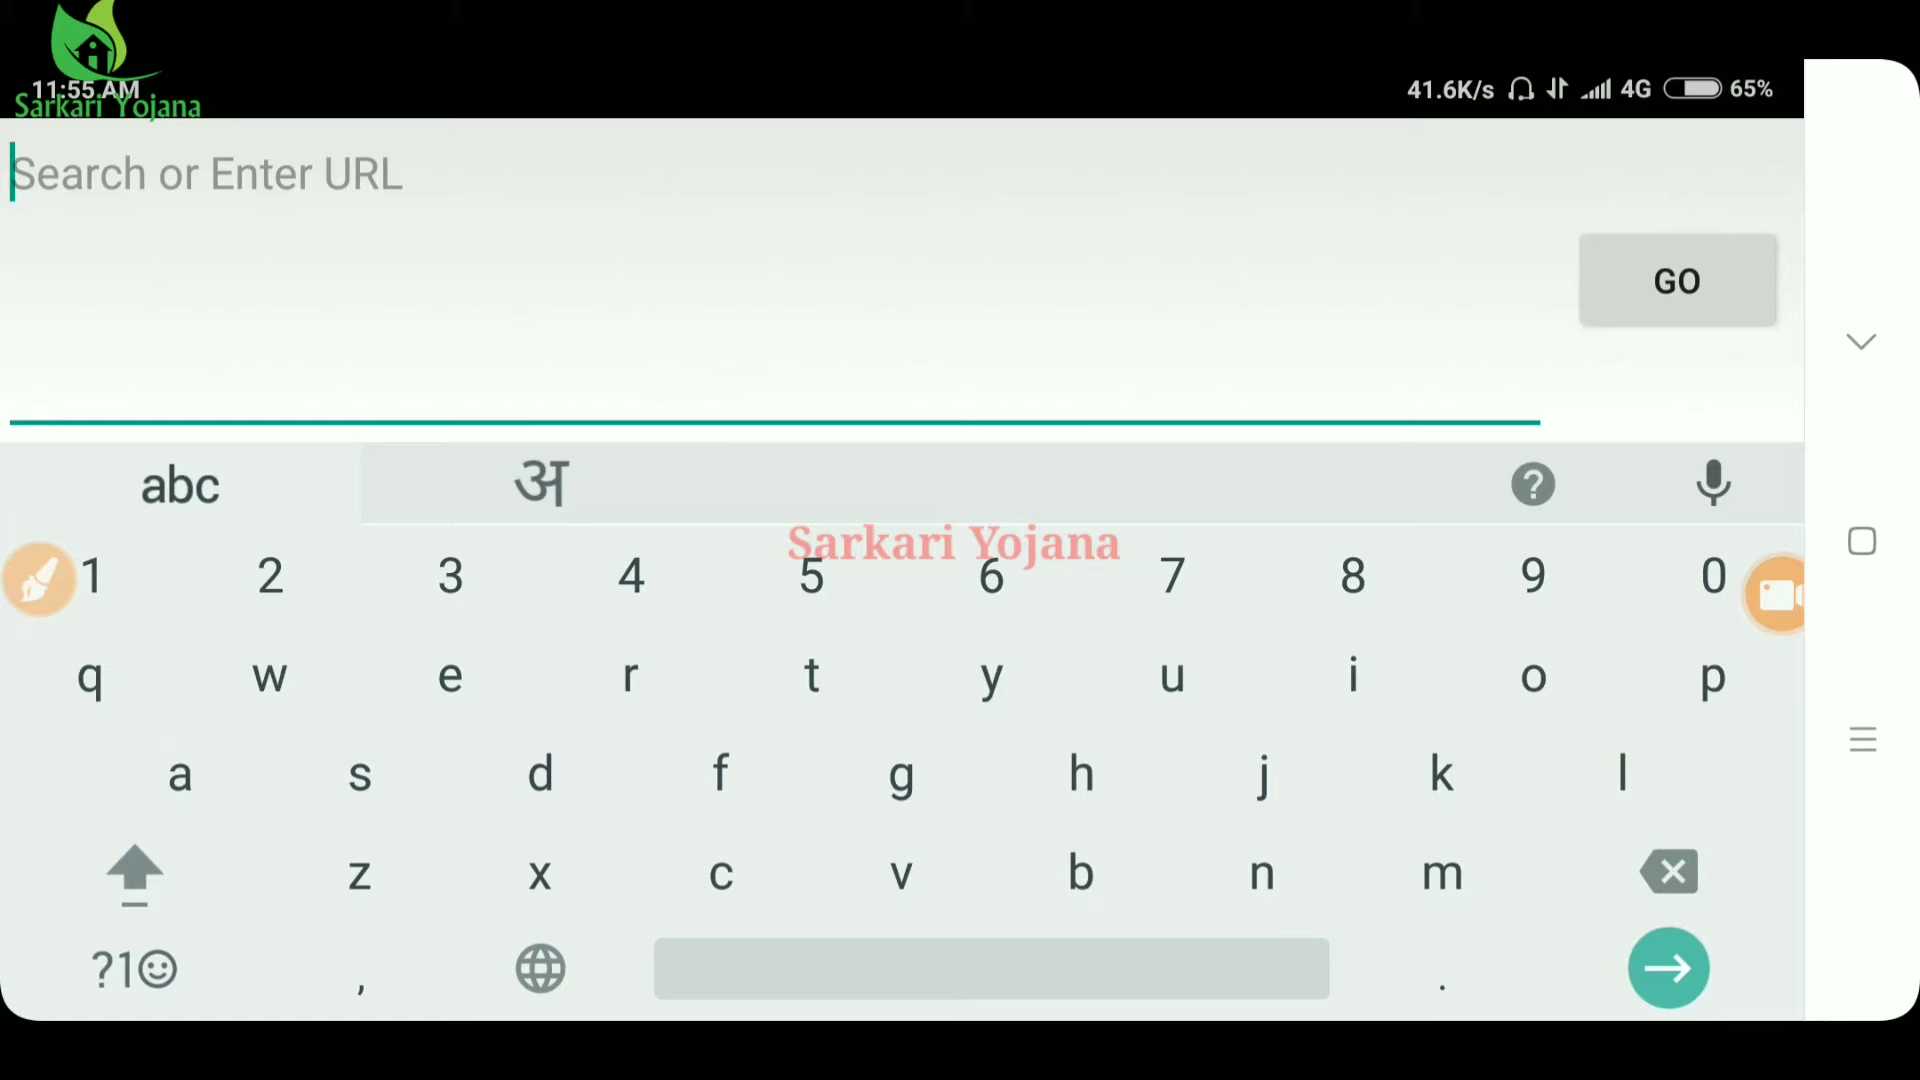 11:55 AM
41.6K/s 4G 65%
Sarkari Yojana
Search or Enter URL
GO
abc अ ?
Sarkari Yojana
1 2 3 4 5 6 7 8 9 0
q w e r t y u i o p
a s d f g h j k l
z x c v b n m
?1☺ , .